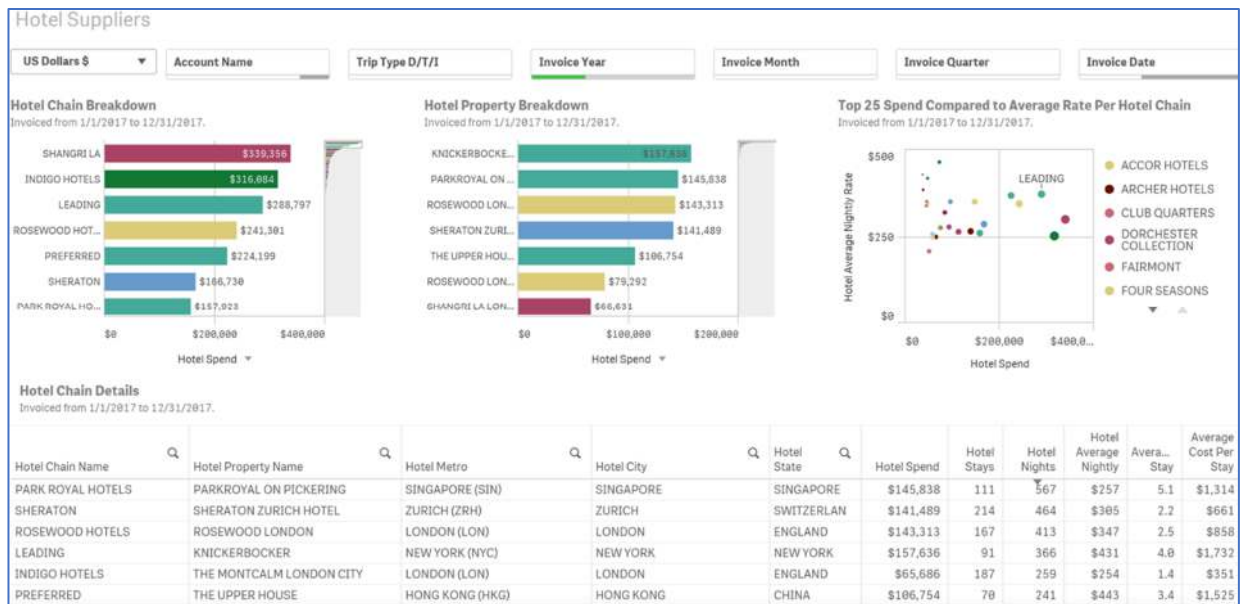 Hotel Suppliers
US Dollars $
Account Name
Trip Type D/T/I
Invoice Year
Invoice Month
Invoice Quarter
Invoice Date
Hotel Chain Breakdown
Invoiced from 1/1/2017 to 12/31/2017.
SHANGRI LA $339,356
INDIGO HOTELS $316,084
LEADING $288,797
ROSEWOOD HOT... $241,301
PREFERRED $224,199
SHERATON $166,730
PARK ROYAL HO... $157,023
$0 $200,000 $400,000
Hotel Spend
Hotel Property Breakdown
Invoiced from 1/1/2017 to 12/31/2017.
KNICKERBOCKE... $157,636
PARKROYAL ON ... $145,838
ROSEWOOD LON... $143,313
SHERATON ZURI... $141,489
THE UPPER HOU... $106,754
ROSEWOOD LON... $79,292
SHANGRI LA LON... $66,631
$0 $100,000 $200,000
Hotel Spend
Top 25 Spend Compared to Average Rate Per Hotel Chain
Invoiced from 1/1/2017 to 12/31/2017.
Hotel Average Nightly Rate
$500
$250
$0
LEADING
$0 $200,000 $400,0...
Hotel Spend
ACCOR HOTELS
ARCHER HOTELS
CLUB QUARTERS
DORCHESTER
COLLECTION
FAIRMONT
FOUR SEASONS
Hotel Chain Details
Invoiced from 1/1/2017 to 12/31/2017.
Hotel Chain Name
Hotel Property Name
Hotel Metro
Hotel City
Hotel
State
Hotel Spend
Hotel
Stays
Hotel
Nights
Hotel
Average
Nightly
Avera...
Stay
Average
Cost Per
Stay
PARK ROYAL HOTELS PARKROYAL ON PICKERING SINGAPORE (SIN) SINGAPORE SINGAPORE $145,838 111 567 $257 5.1 $1,314
SHERATON SHERATON ZURICH HOTEL ZURICH (ZRH) ZURICH SWITZERLAN $141,489 214 464 $305 2.2 $661
ROSEWOOD HOTELS ROSEWOOD LONDON LONDON (LON) LONDON ENGLAND $143,313 167 413 $347 2.5 $858
LEADING KNICKERBOCKER NEW YORK (NYC) NEW YORK NEW YORK $157,636 91 366 $431 4.0 $1,732
INDIGO HOTELS THE MONTCALM LONDON CITY LONDON (LON) LONDON ENGLAND $65,686 187 259 $254 1.4 $351
PREFERRED THE UPPER HOUSE HONG KONG (HKG) HONG KONG CHINA $106,754 70 241 $443 3.4 $1,525